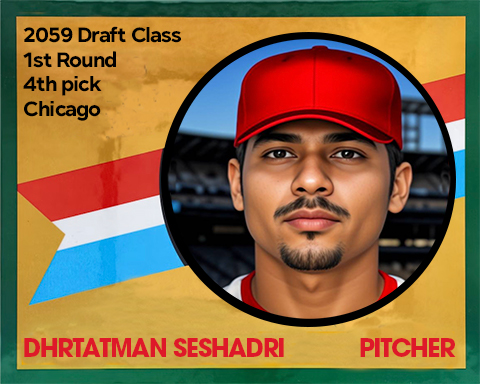 2059 Draft Class
1st Round
4th pick
Chicago
DHRTATMAN SESHADRI PITCHER